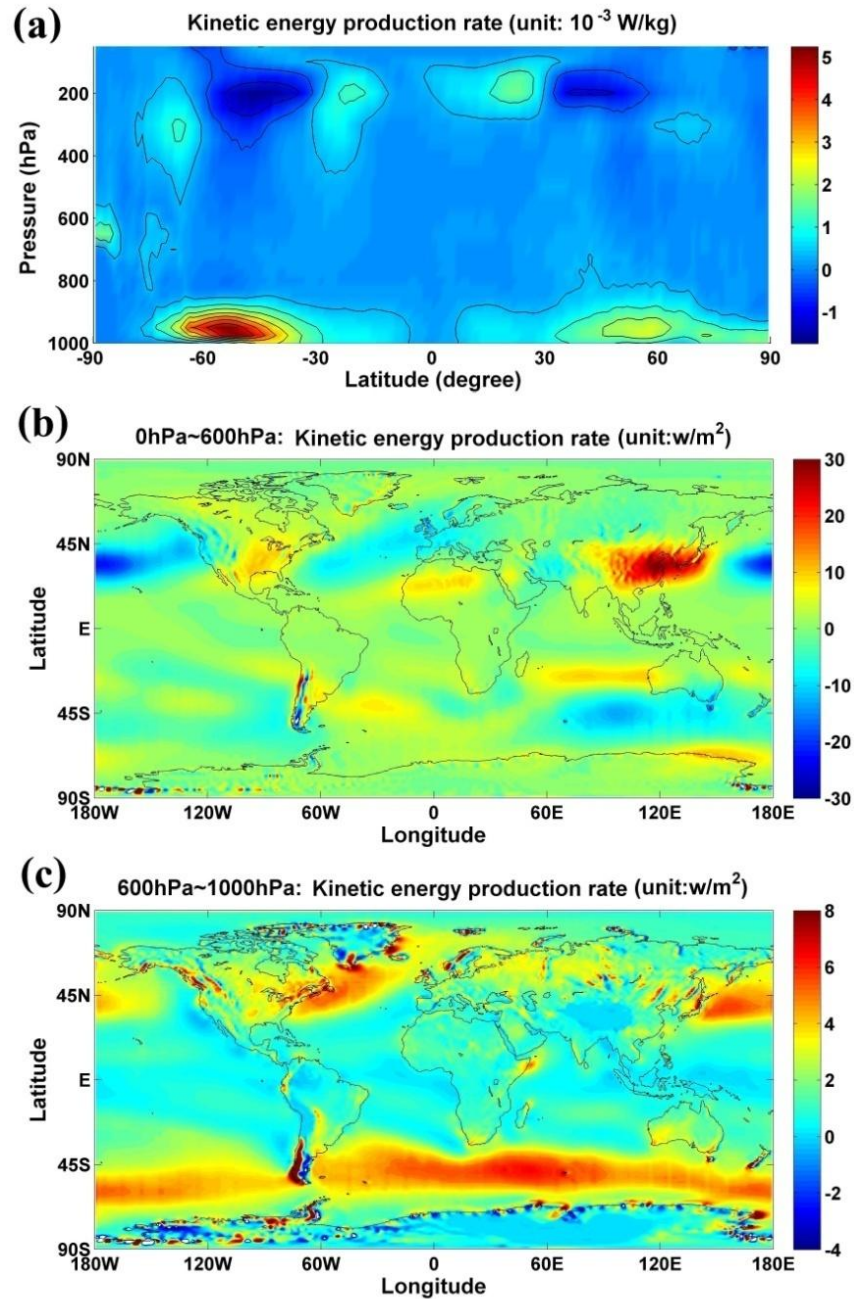 (a)
Kinetic energy production rate (unit: 10 -3 W/kg)
Pressure (hPa)
200
400
600
800
1000
-90 -60 -30 0 30 60 90
Latitude (degree)
5
4
3
2
1
0
-1
(b)
0hPa~600hPa: Kinetic energy production rate (unit:w/m2)
Latitude
90N
45N
E
45S
90S
180W 120W 60W 0 60E 120E 180E
Longitude
30
20
10
0
-10
-20
-30
(c)
600hPa~1000hPa: Kinetic energy production rate (unit:w/m2)
Latitude
90N
45N
E
45S
90S
180W 120W 60W 0 60E 120E 180E
Longitude
8
6
4
2
0
-2
-4